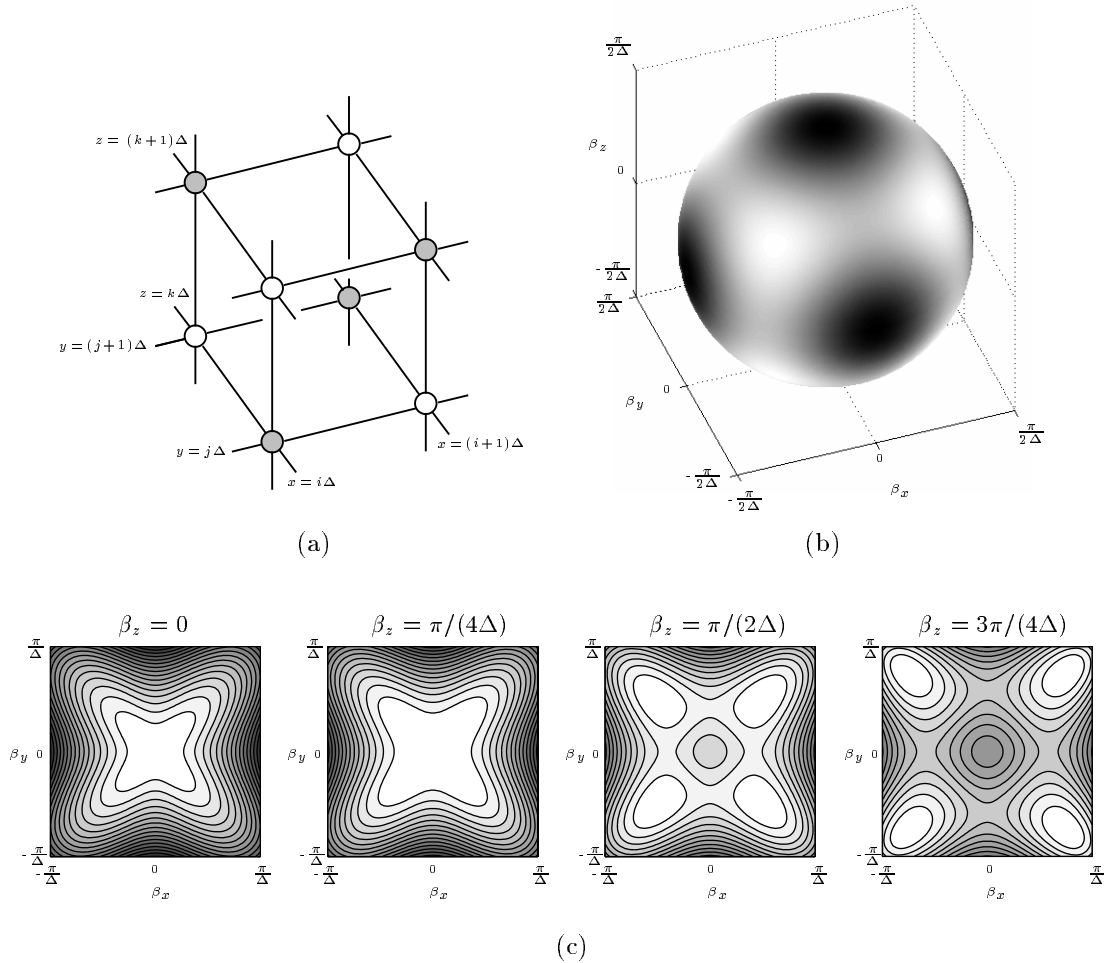 z = (k+1)Δ
z = kΔ
y = (j+1)Δ
y = jΔ
x = iΔ
x = (i+1)Δ
(a)
π/2Δ
β_z
0
-π/2Δ
π/2Δ
0
β_y
-π/2Δ
-π/2Δ
0
β_x
π/2Δ
(b)
β_z = 0
π/Δ
β_y 0
-π/Δ
-π/Δ 0 π/Δ
β_x
β_z = π/(4Δ)
π/Δ
β_y 0
-π/Δ
-π/Δ 0 π/Δ
β_x
β_z = π/(2Δ)
π/Δ
β_y 0
-π/Δ
-π/Δ 0 π/Δ
β_x
β_z = 3π/(4Δ)
π/Δ
β_y 0
-π/Δ
-π/Δ 0 π/Δ
β_x
(c)